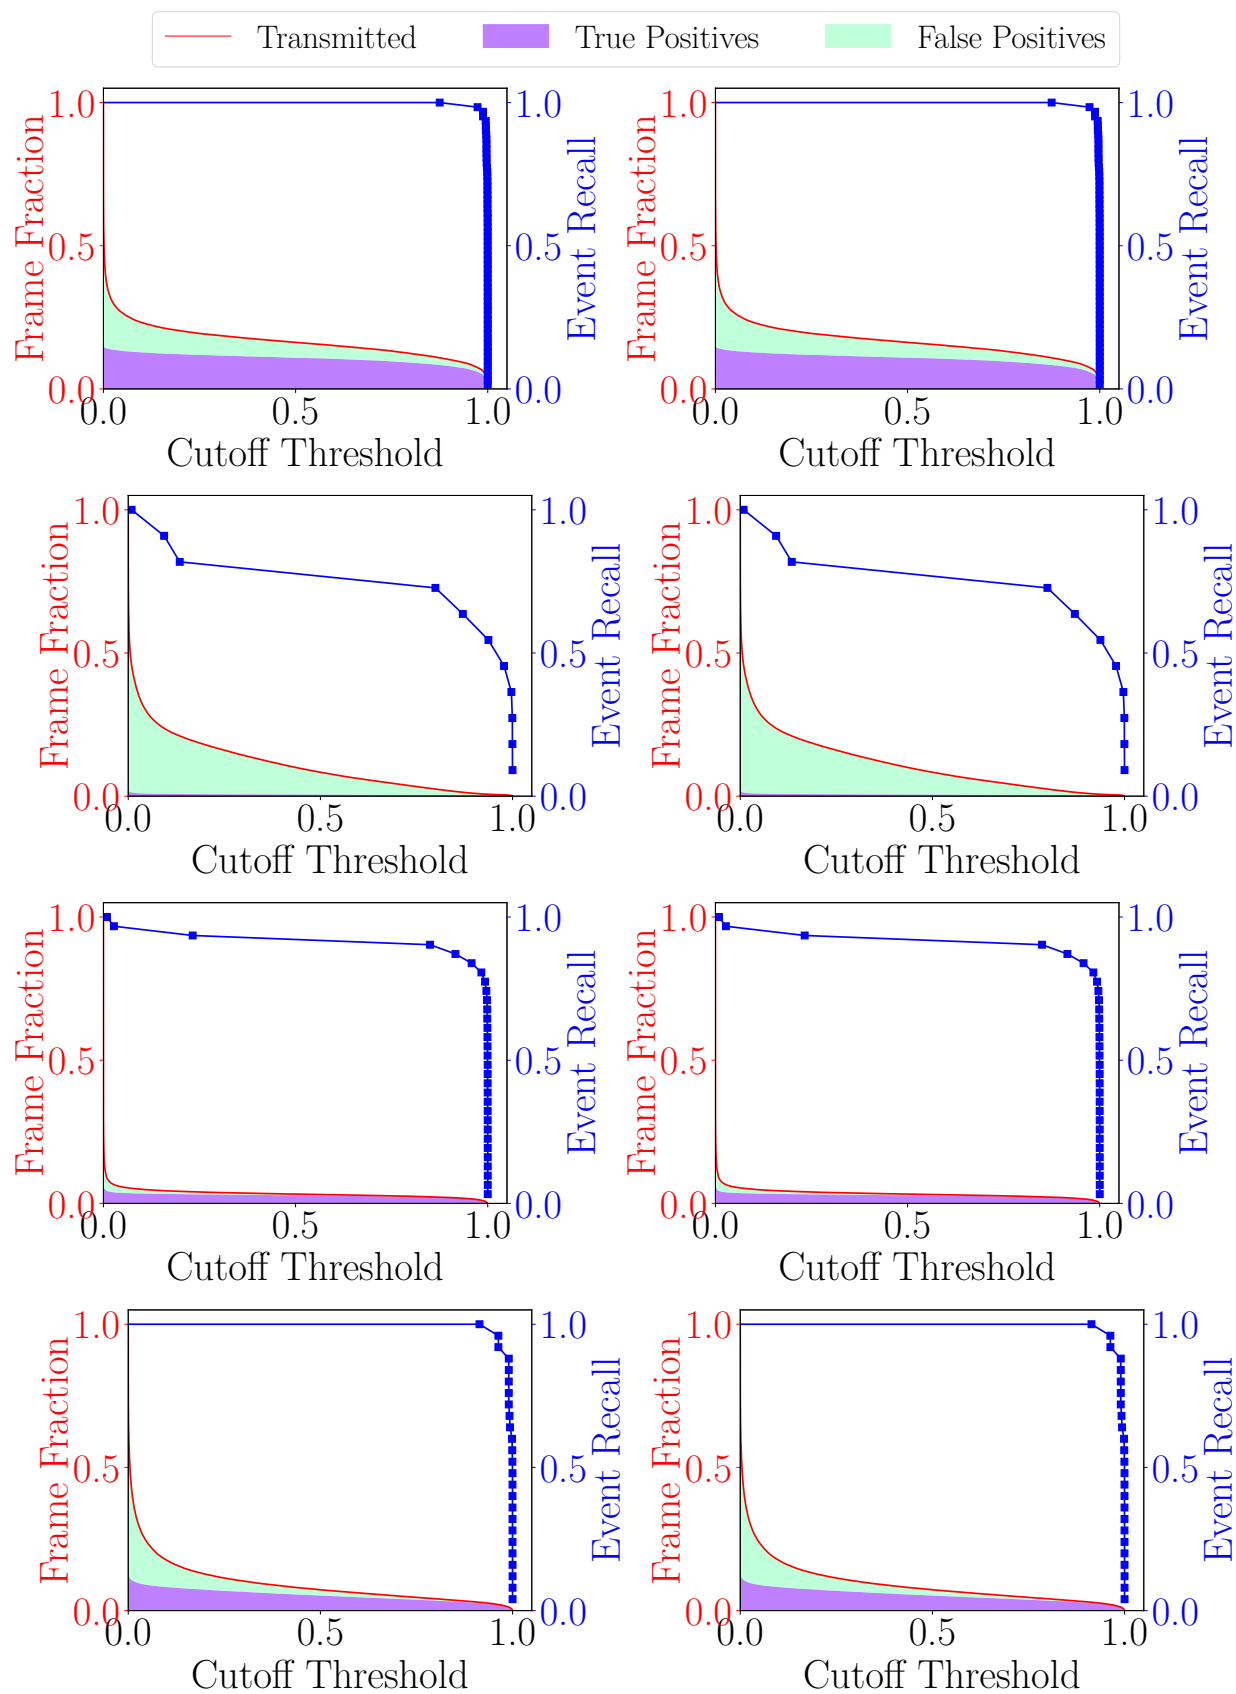 Transmitted True Positives False Positives
1.0 1.0 1.0 1.0
Frame Fraction Event Recall Frame Fraction Event Recall
0.5 0.5 0.5 0.5
0.0 0.0 0.0 0.0
0.0 0.5 1.0 0.0 0.5 1.0
Cutoff Threshold Cutoff Threshold
1.0 1.0 1.0 1.0
Frame Fraction Event Recall Frame Fraction Event Recall
0.5 0.5 0.5 0.5
0.0 0.0 0.0 0.0
0.0 0.5 1.0 0.0 0.5 1.0
Cutoff Threshold Cutoff Threshold
1.0 1.0 1.0 1.0
Frame Fraction Event Recall Frame Fraction Event Recall
0.5 0.5 0.5 0.5
0.0 0.0 0.0 0.0
0.0 0.5 1.0 0.0 0.5 1.0
Cutoff Threshold Cutoff Threshold
1.0 1.0 1.0 1.0
Frame Fraction Event Recall Frame Fraction Event Recall
0.5 0.5 0.5 0.5
0.0 0.0 0.0 0.0
0.0 0.5 1.0 0.0 0.5 1.0
Cutoff Threshold Cutoff Threshold